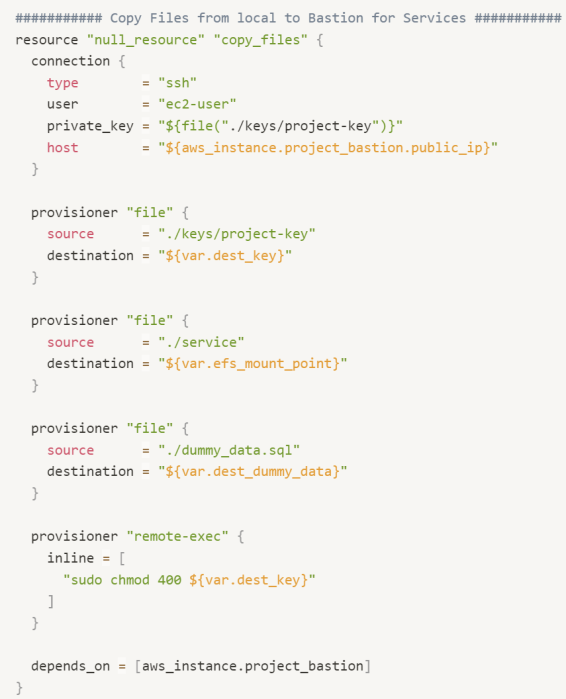 ########### Copy Files from local to Bastion for Services ###########
resource "null_resource" "copy_files" {
  connection {
    type        = "ssh"
    user        = "ec2-user"
    private_key = "${file("./keys/project-key")}"
    host        = "${aws_instance.project_bastion.public_ip}"
  }

  provisioner "file" {
    source      = "./keys/project-key"
    destination = "${var.dest_key}"
  }

  provisioner "file" {
    source      = "./service"
    destination = "${var.efs_mount_point}"
  }

  provisioner "file" {
    source      = "./dummy_data.sql"
    destination = "${var.dest_dummy_data}"
  }

  provisioner "remote-exec" {
    inline = [
      "sudo chmod 400 ${var.dest_key}"
    ]
  }

  depends_on = [aws_instance.project_bastion]
}